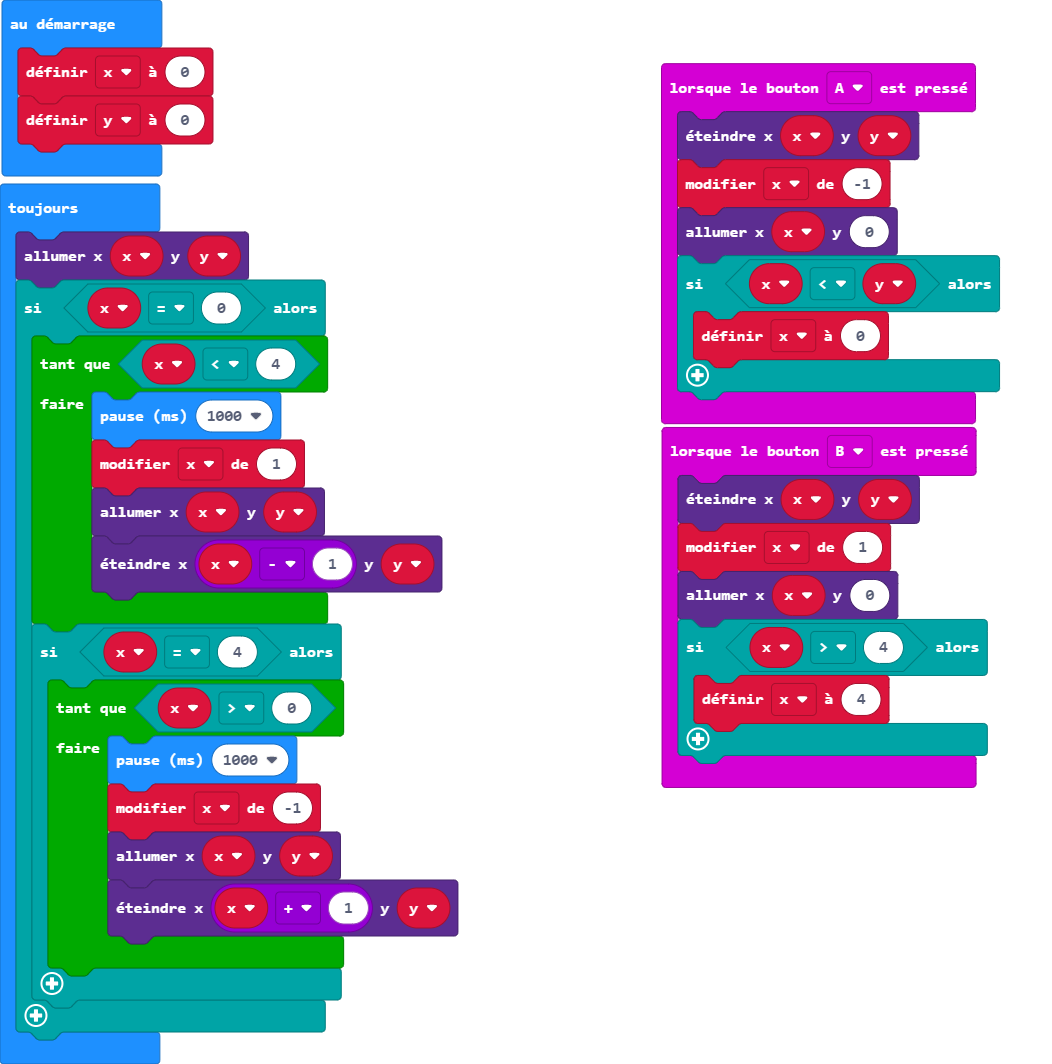 au démarrage
définir x à 0
définir y à 0
toujours
allumer x x y y
si x = 0 alors
tant que x < 4
faire
pause (ms) 1000
modifier x de 1
allumer x x y y
éteindre x x - 1 y y
si x = 4 alors
tant que x > 0
faire
pause (ms) 1000
modifier x de -1
allumer x x y y
éteindre x x + 1 y y
lorsque le bouton A est pressé
éteindre x x y y
modifier x de -1
allumer x x y 0
si x < y alors
définir x à 0
lorsque le bouton B est pressé
éteindre x x y y
modifier x de 1
allumer x x y 0
si x > 4 alors
définir x à 4